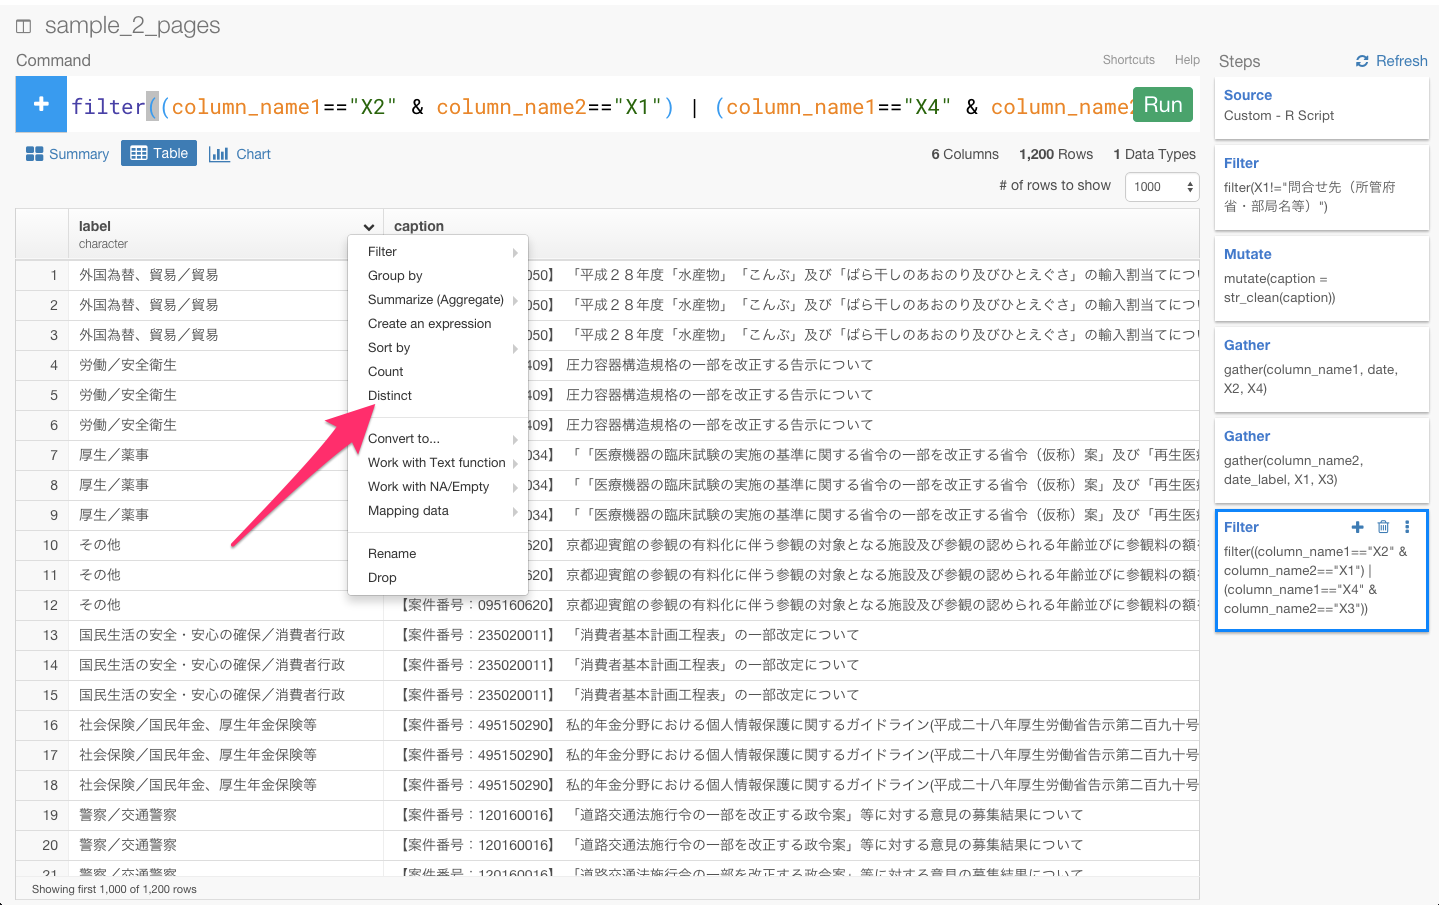 sample_2_pages
Command
Shortcuts Help
+ filter((column_name1=="X2" & column_name2=="X1") | (column_name1=="X4" & column_name2 Run
Summary Table Chart
6 Columns 1,200 Rows 1 Data Types
# of rows to show 1000
label caption
character
1 外国為替、貿易／貿易 050】 「平成２８年度「水産物」「こんぶ」及び「ばら干しのあおのり及びひとえぐさ」の輸入割当てについ
2 外国為替、貿易／貿易 050】 「平成２８年度「水産物」「こんぶ」及び「ばら干しのあおのり及びひとえぐさ」の輸入割当てについ
3 外国為替、貿易／貿易 050】 「平成２８年度「水産物」「こんぶ」及び「ばら干しのあおのり及びひとえぐさ」の輸入割当てについ
4 労働／安全衛生 409】 圧力容器構造規格の一部を改正する告示について
5 労働／安全衛生 409】 圧力容器構造規格の一部を改正する告示について
6 労働／安全衛生 409】 圧力容器構造規格の一部を改正する告示について
7 厚生／薬事 034】 「「医療機器の臨床試験の実施の基準に関する省令の一部を改正する省令（仮称）案」及び「再生医療
8 厚生／薬事 034】 「「医療機器の臨床試験の実施の基準に関する省令の一部を改正する省令（仮称）案」及び「再生医療
9 厚生／薬事 034】 「「医療機器の臨床試験の実施の基準に関する省令の一部を改正する省令（仮称）案」及び「再生医療
10 その他 620】 京都迎賓館の参観の有料化に伴う参観の対象となる施設及び参観の認められる年齢並びに参観料の額
11 その他 620】 京都迎賓館の参観の有料化に伴う参観の対象となる施設及び参観の認められる年齢並びに参観料の額
12 その他 【案件番号：095160620】 京都迎賓館の参観の有料化に伴う参観の対象となる施設及び参観の認められる年齢並びに参観料の額
13 国民生活の安全・安心の確保／消費者行政 【案件番号：235020011】 「消費者基本計画工程表」の一部改定について
14 国民生活の安全・安心の確保／消費者行政 【案件番号：235020011】 「消費者基本計画工程表」の一部改定について
15 国民生活の安全・安心の確保／消費者行政 【案件番号：235020011】 「消費者基本計画工程表」の一部改定について
16 社会保険／国民年金、厚生年金保険等 【案件番号：495150290】 私的年金分野における個人情報保護に関するガイドライン(平成二十八年厚生労働省告示第二百九十号
17 社会保険／国民年金、厚生年金保険等 【案件番号：495150290】 私的年金分野における個人情報保護に関するガイドライン(平成二十八年厚生労働省告示第二百九十号
18 社会保険／国民年金、厚生年金保険等 【案件番号：495150290】 私的年金分野における個人情報保護に関するガイドライン(平成二十八年厚生労働省告示第二百九十号
19 警察／交通警察 【案件番号：120160016】 「道路交通法施行令の一部を改正する政令案」等に対する意見の募集結果について
20 警察／交通警察 【案件番号：120160016】 「道路交通法施行令の一部を改正する政令案」等に対する意見の募集結果について
21 警察／交通警察 【案件番号：120160016】 「道路交通法施行令の一部を改正する政令案」等に対する意見の募集結果について
Showing first 1,000 of 1,200 rows
Filter
Group by
Summarize (Aggregate)
Create an expression
Sort by
Count
Distinct
Convert to...
Work with Text function
Work with NA/Empty
Mapping data
Rename
Drop
Steps Refresh
Source
Custom - R Script
Filter
filter(X1!="問合せ先（所管府
省・部局名等）")
Mutate
mutate(caption =
str_clean(caption))
Gather
gather(column_name1, date,
X2, X4)
Gather
gather(column_name2,
date_label, X1, X3)
Filter
filter((column_name1=="X2" &
column_name2=="X1") |
(column_name1=="X4" &
column_name2=="X3"))